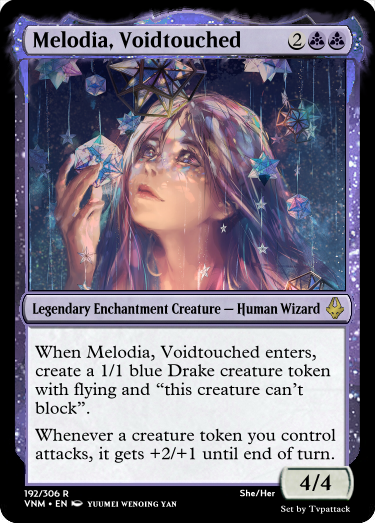 Melodia, Voidtouched 2
Legendary Enchantment Creature — Human Wizard
When Melodia, Voidtouched enters,
create a 1/1 blue Drake creature token
with flying and “this creature can’t
block”.
Whenever a creature token you control
attacks, it gets +2/+1 until end of turn.
4/4
192/306 R She/Her
VNM • EN YUUMEI WENOING YAN Set by Tvpattack